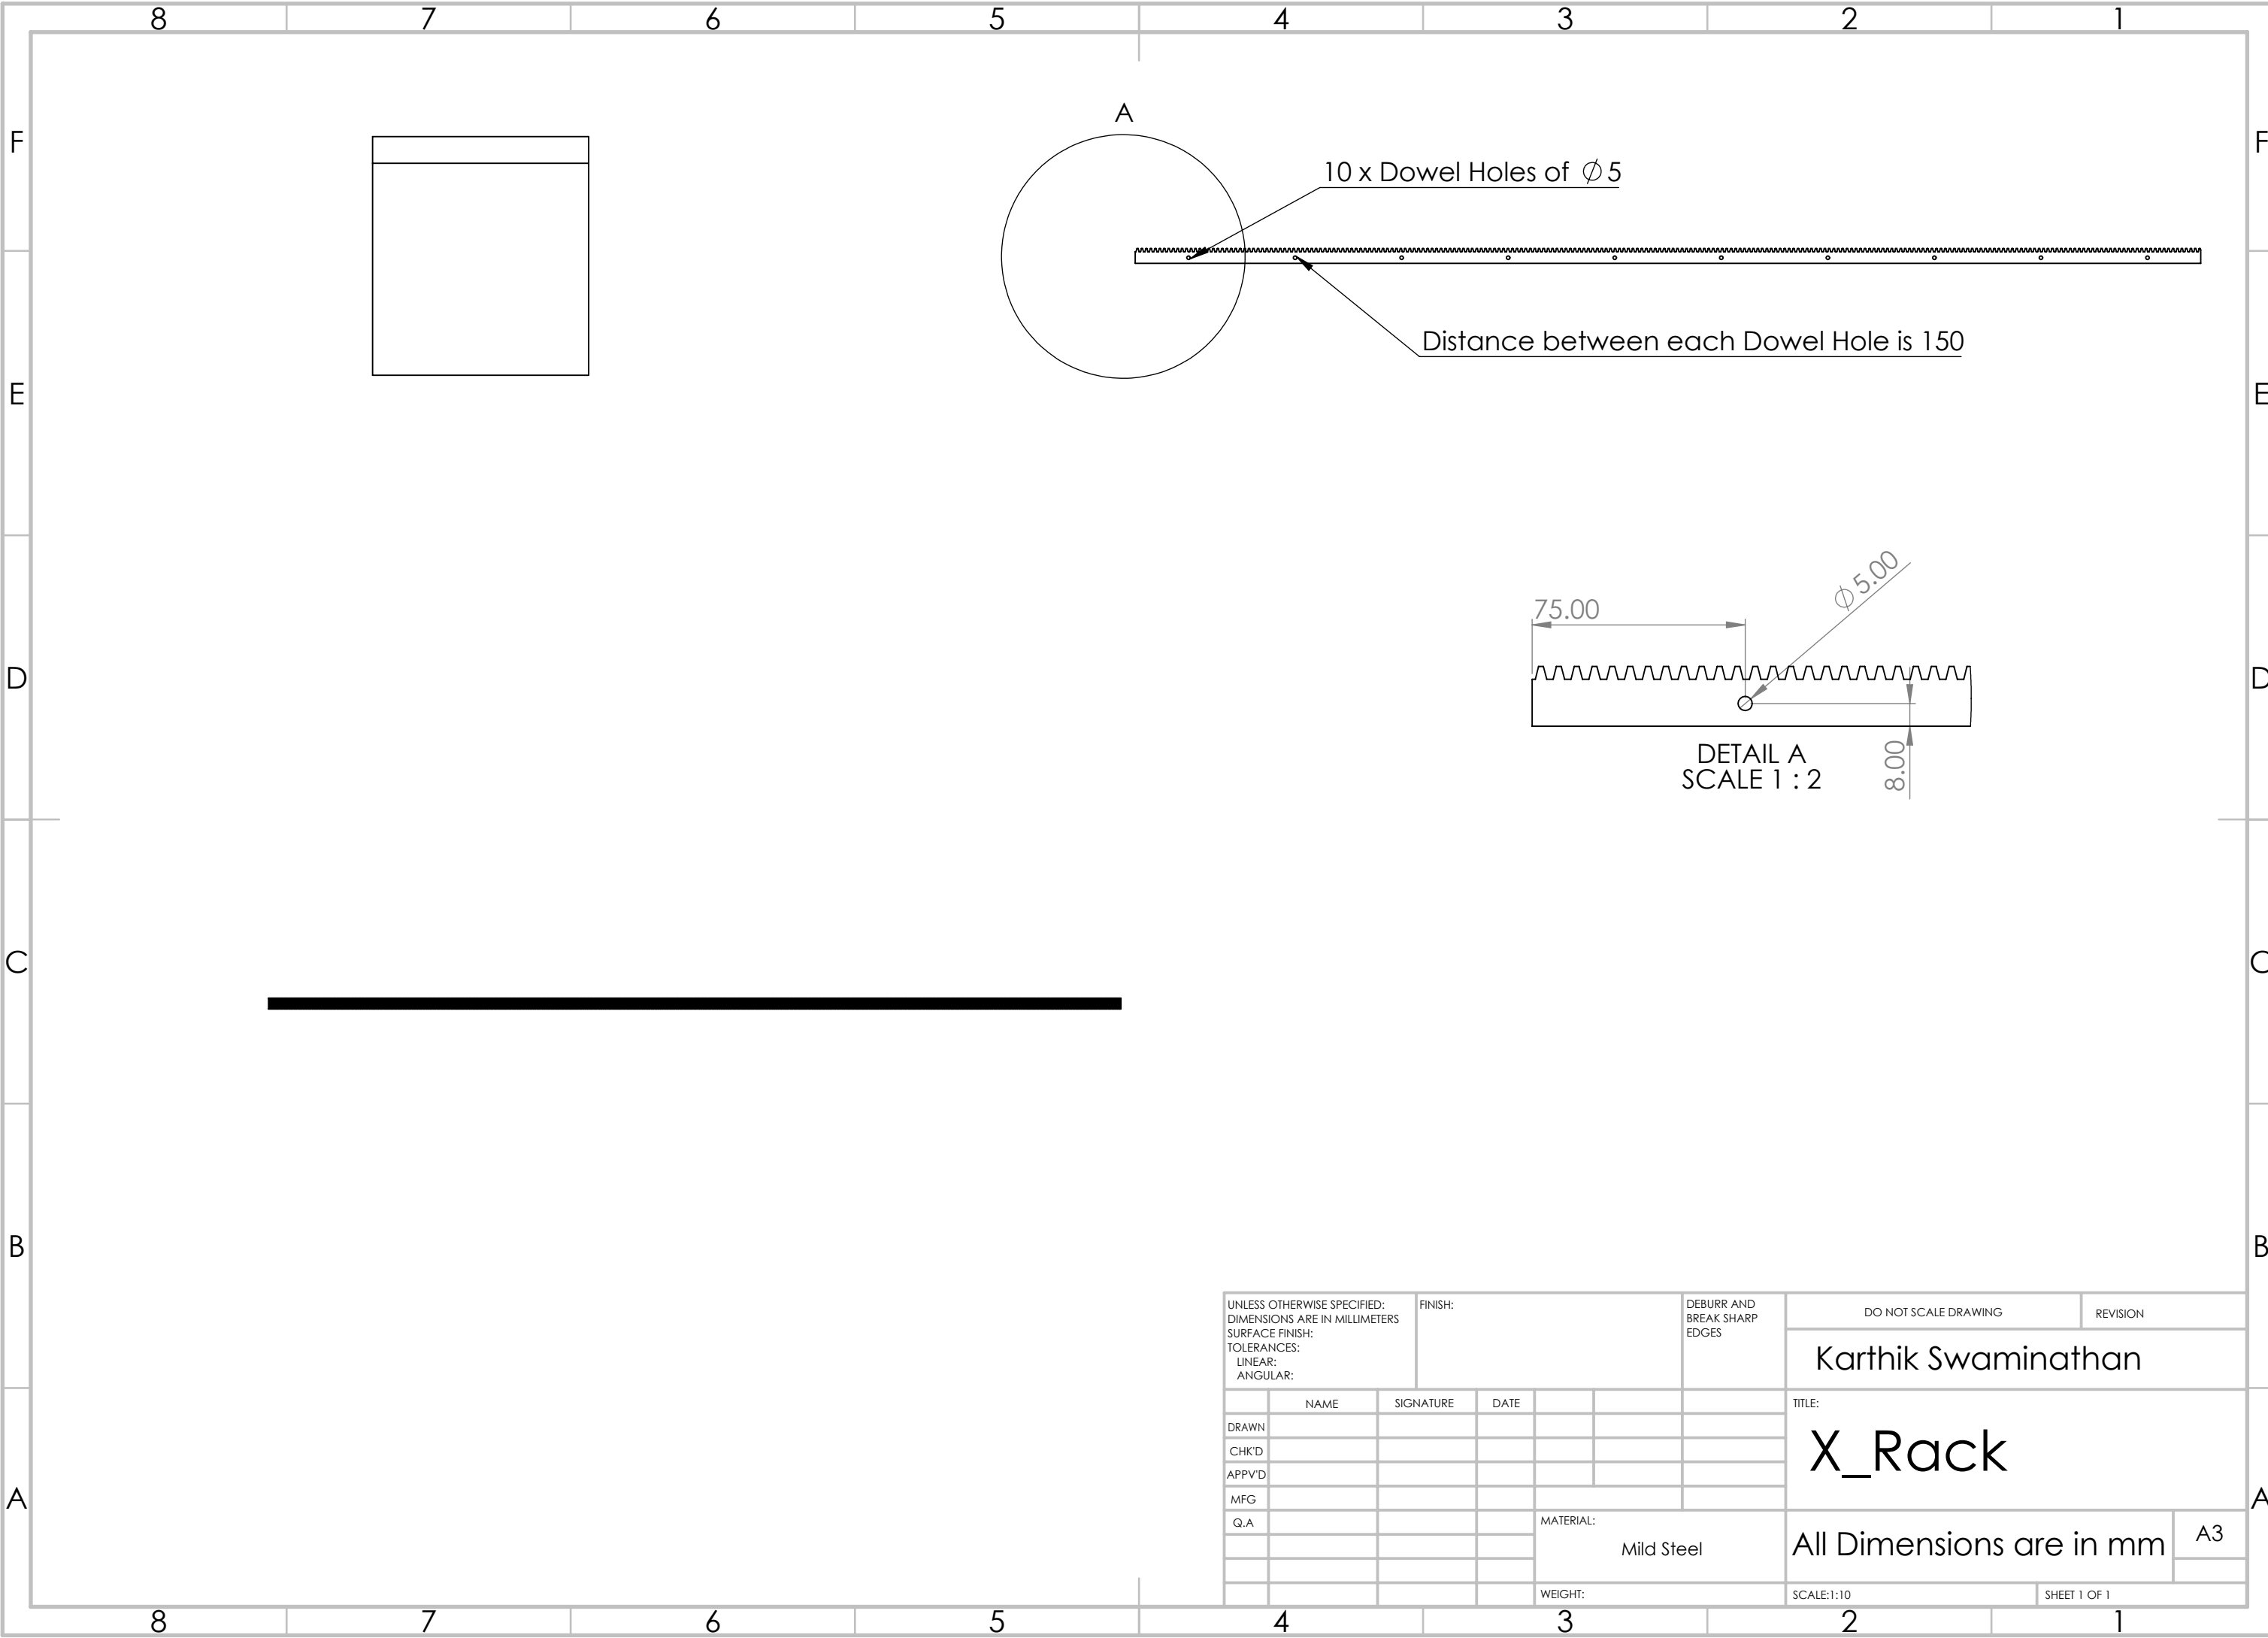 8 7 6 5 4 3 2 1
F F
A
10 x Dowel Holes of ∅5
Distance between each Dowel Hole is 150
E E
75.00
∅5.00
D D
8.00
DETAIL A
SCALE 1 : 2
C C
B B
UNLESS OTHERWISE SPECIFIED:
DIMENSIONS ARE IN MILLIMETERS
SURFACE FINISH:
TOLERANCES:
LINEAR:
ANGULAR:
FINISH:
DEBURR AND
BREAK SHARP
EDGES
DO NOT SCALE DRAWING
REVISION
Karthik Swaminathan
NAME SIGNATURE DATE
DRAWN
CHK'D
APPV'D
MFG
Q.A
TITLE:
X_Rack
A A
MATERIAL:
Mild Steel
All Dimensions are in mm
A3
WEIGHT:
SCALE:1:10
SHEET 1 OF 1
8 7 6 5 4 3 2 1